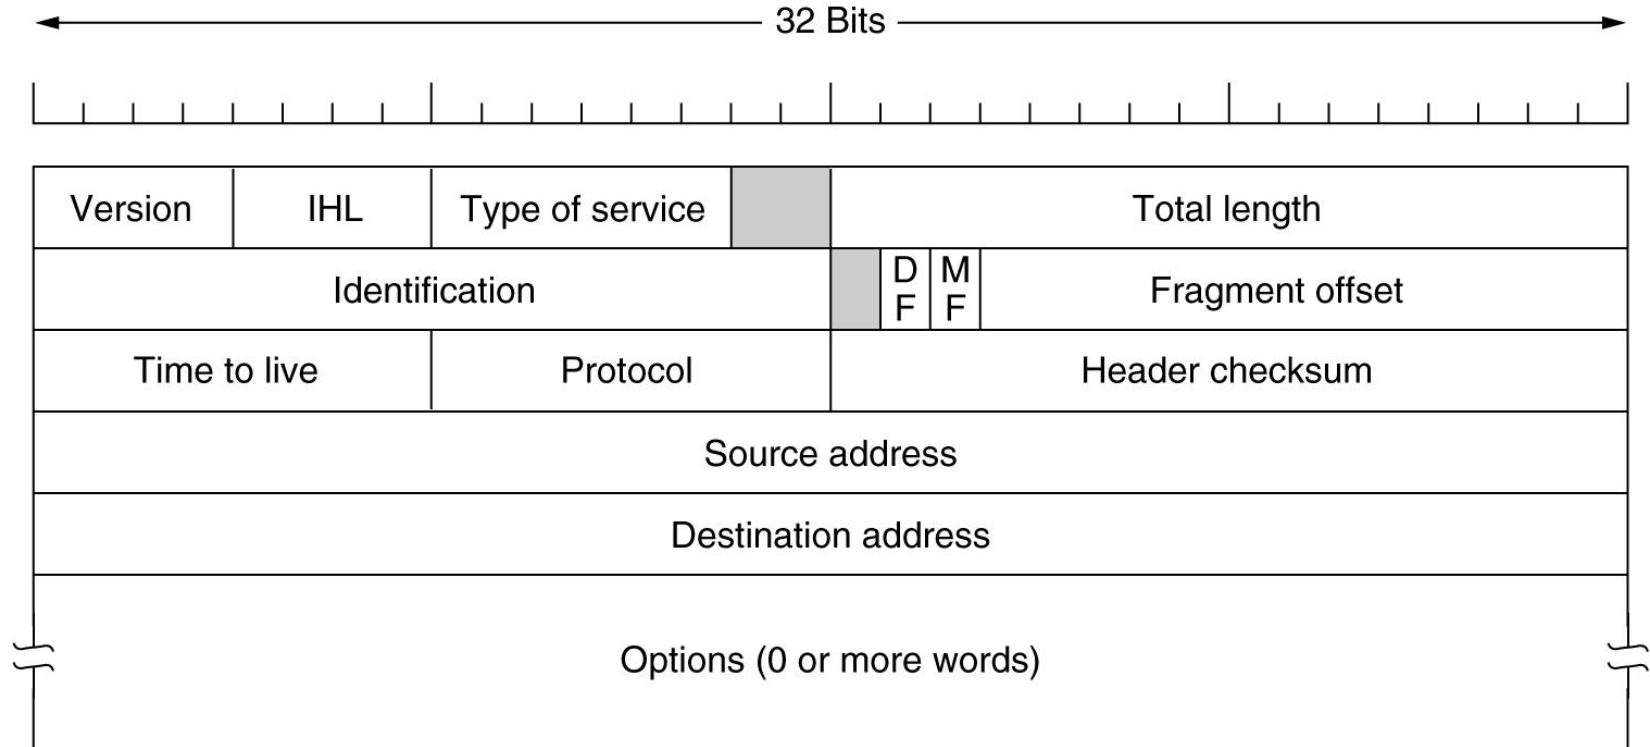 32 Bits
Version IHL Type of service Total length
Identification D F M F Fragment offset
Time to live Protocol Header checksum
Source address
Destination address
Options (0 or more words)